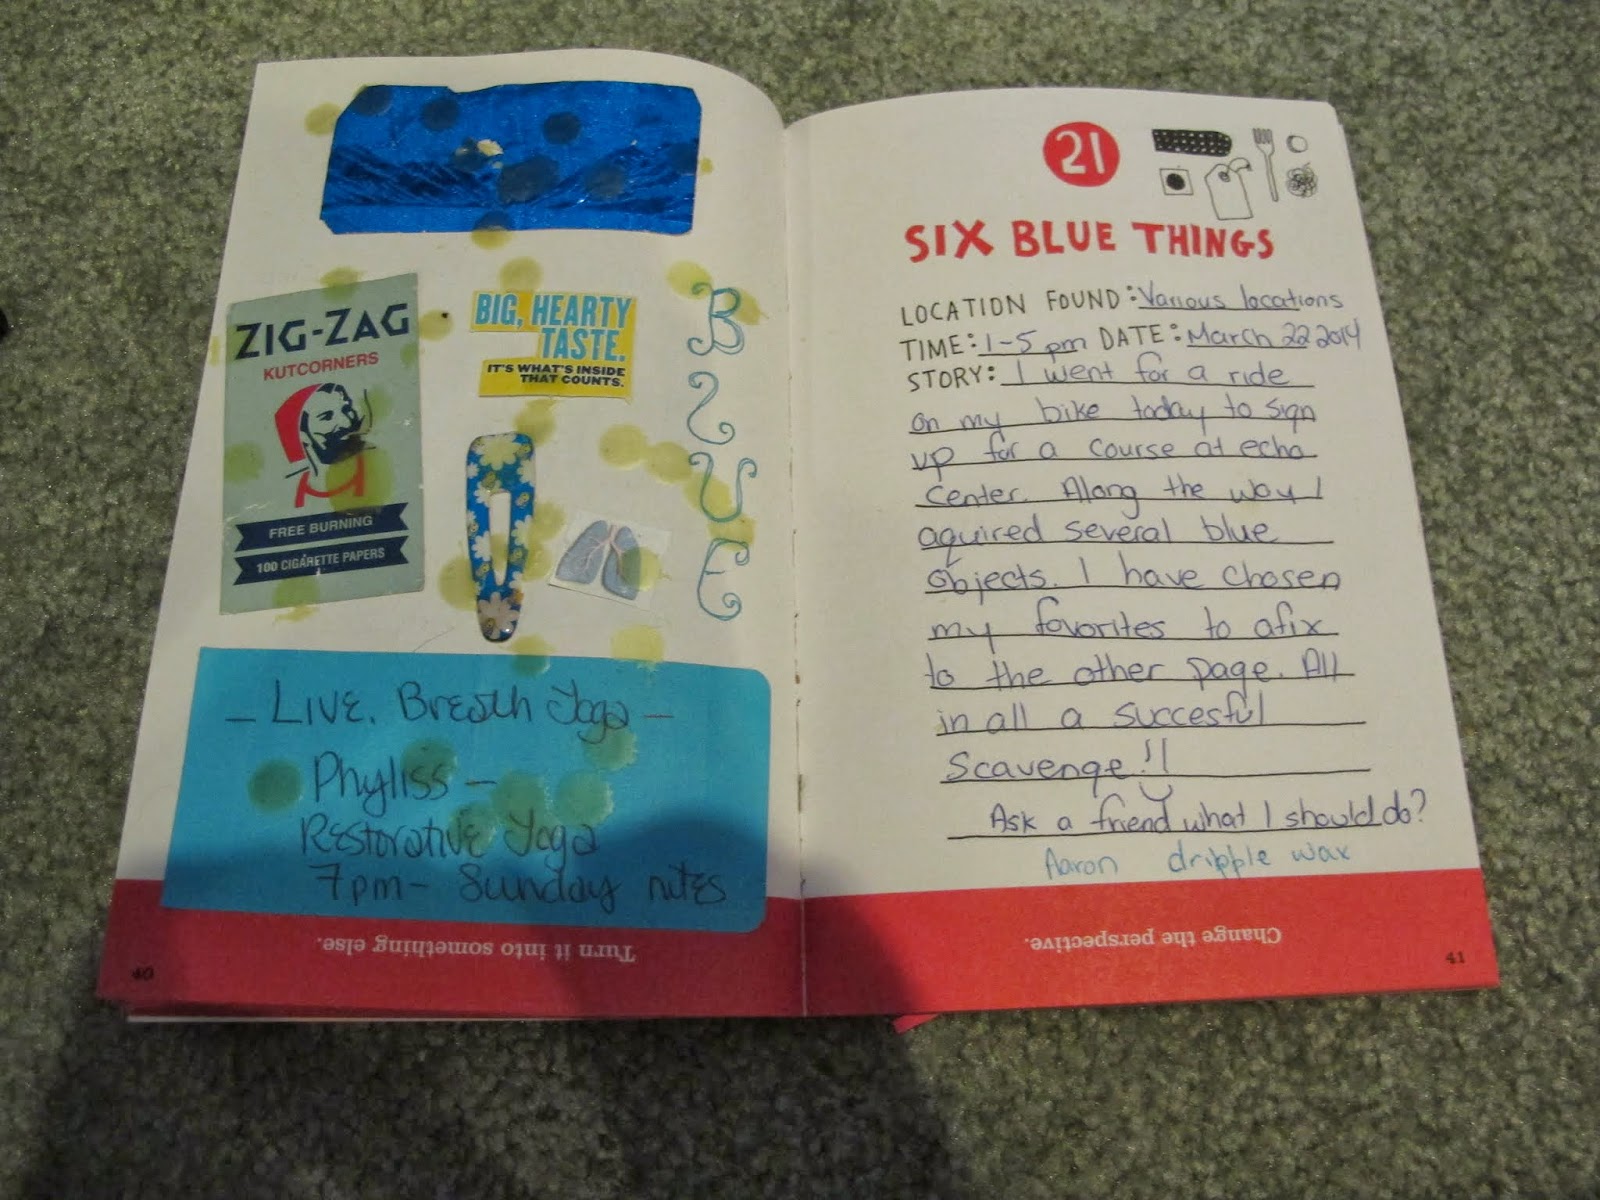 ZIG-ZAG
KUTCORNERS
FREE BURNING
100 CIGARETTE PAPERS
BIG, HEARTY
TASTE.
IT'S WHAT'S INSIDE
THAT COUNTS.
B
L
U
E
– LIVE. Breath Yoga –
Phyliss –
Restorative Yoga
7pm – Sunday nites
Turn it into something else.
40
21
SIX BLUE THINGS
LOCATION FOUND: Various locations
TIME: 1-5 pm DATE: March 22 2014
STORY: I went for a ride
on my bike today to sign
up for a course at echo
center. Along the way I
aquired several blue
objects. I have chosen
my favorites to afix
to the other page. All
in all a succesful
scavenge!!
Ask a friend what I should do?
Aaron dripple wax
Change the perspective.
41